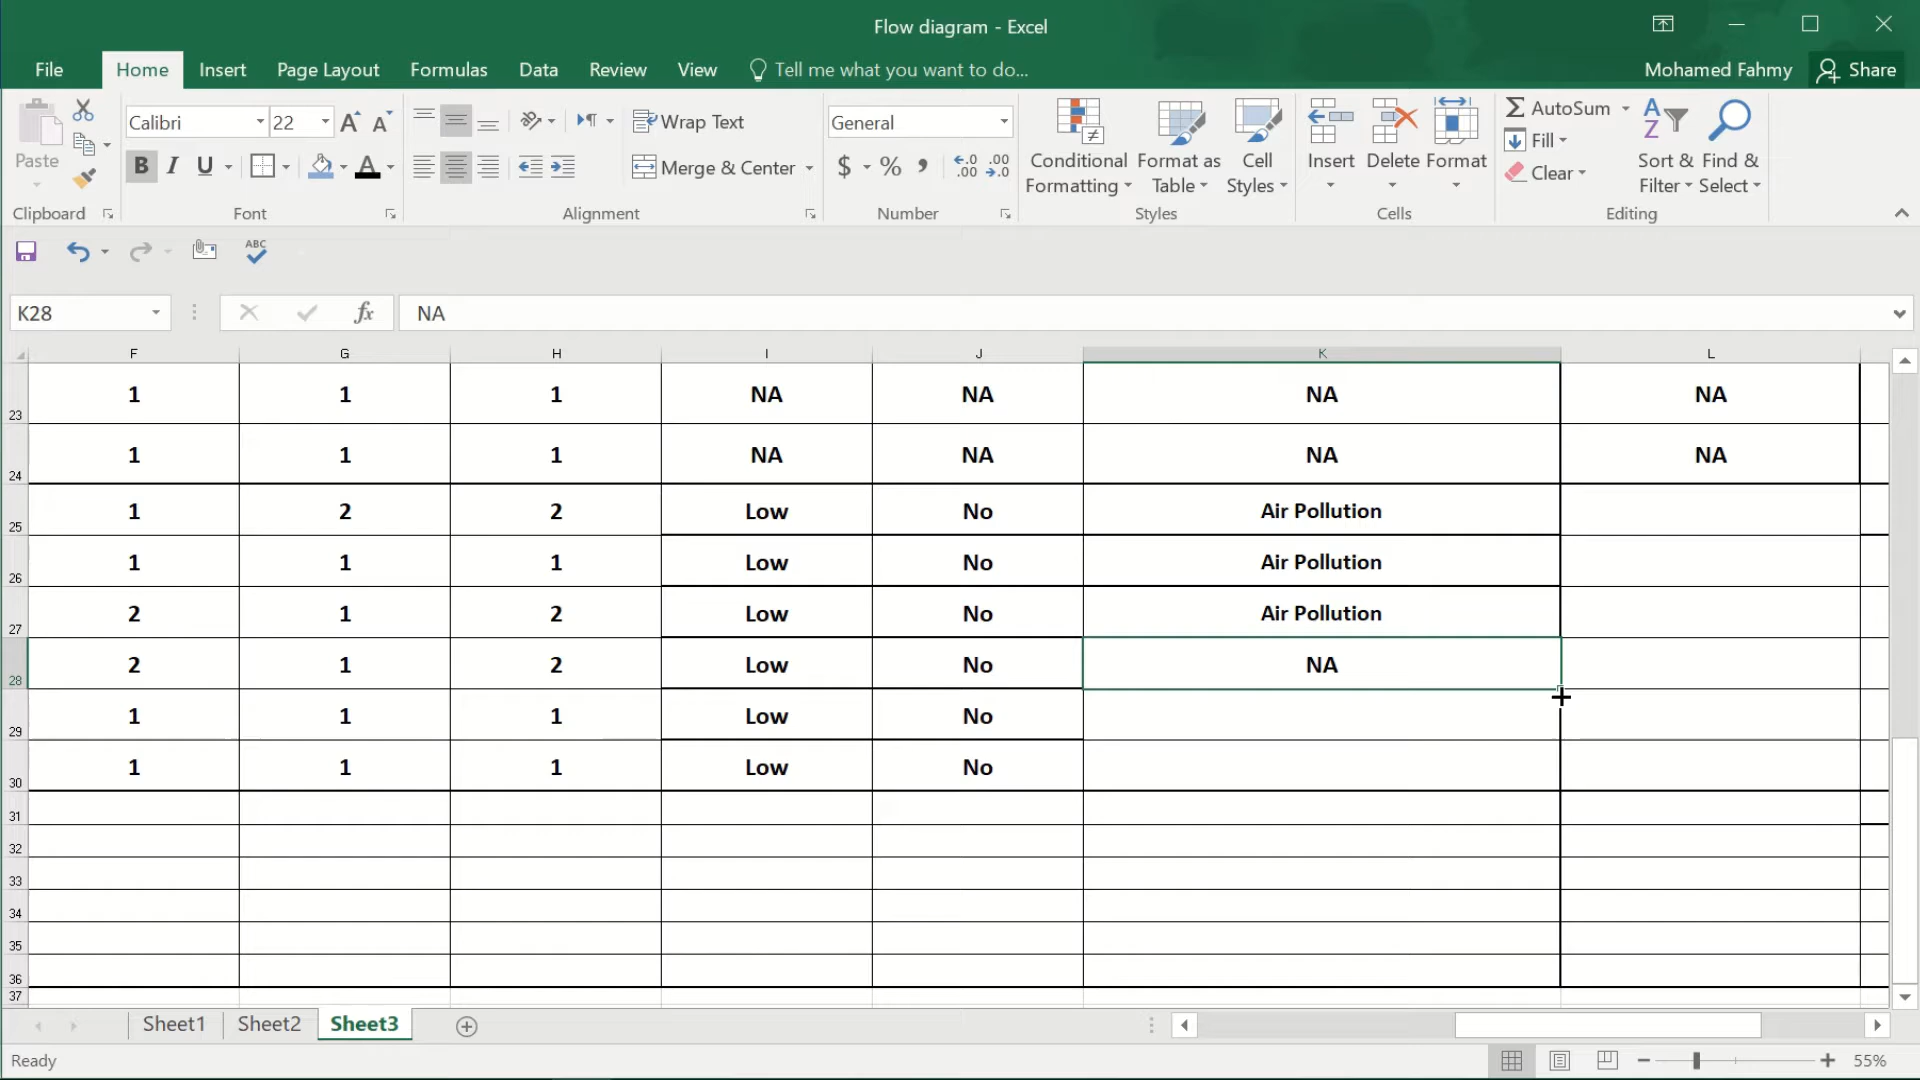 Flow diagram - Excel
File Home Insert Page Layout Formulas Data Review View Tell me what you want to do... Mohamed Fahmy Share
Calibri 22 A A Wrap Text General AutoSum
Fill
Paste B I U A Merge & Center $ % , .0 .00 .00 .0 Conditional Formatting Format as Table Cell Styles Insert Delete Format Clear Sort & Filter Find & Select
Clipboard Font Alignment Number Styles Cells Editing
ABC
K28 fx NA
F G H I J K L
23 1 1 1 NA NA NA NA
24 1 1 1 NA NA NA NA
25 1 2 2 Low No Air Pollution
26 1 1 1 Low No Air Pollution
27 2 1 2 Low No Air Pollution
28 2 1 2 Low No NA
29 1 1 1 Low No
30 1 1 1 Low No
31
32
33
34
35
36
37
Sheet1 Sheet2 Sheet3
Ready 55%